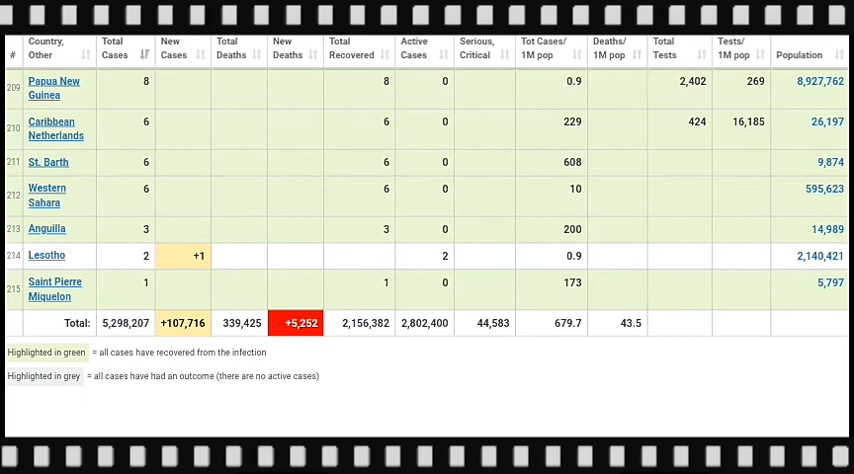 # Country, Other Total Cases New Cases Total Deaths New Deaths Total Recovered Active Cases Serious, Critical Tot Cases/ 1M pop Deaths/ 1M pop Total Tests Tests/ 1M pop Population
209 Papua New Guinea 8 8 0 0.9 2,402 269 8,927,762
210 Caribbean Netherlands 6 6 0 229 424 16,185 26,197
211 St. Barth 6 6 0 608 9,874
212 Western Sahara 6 6 0 10 595,623
213 Anguilla 3 3 0 200 14,989
214 Lesotho 2 +1 2 0.9 2,140,421
215 Saint Pierre Miquelon 1 1 0 173 5,797
Total: 5,298,207 +107,716 339,425 +5,252 2,156,382 2,802,400 44,583 679.7 43.5
Highlighted in green = all cases have recovered from the infection
Highlighted in grey = all cases have had an outcome (there are no active cases)